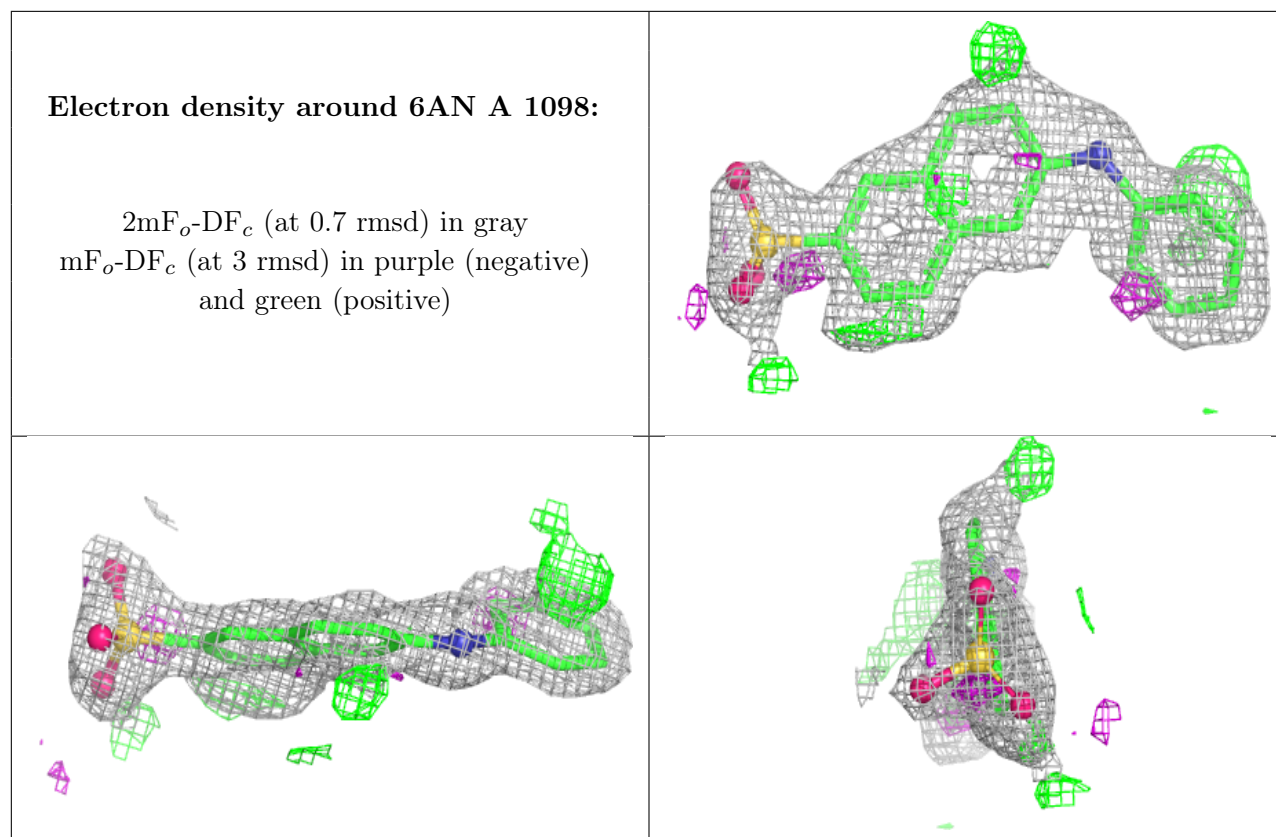 Electron density around 6AN A 1098:
2mFₒ-DF𝒸 (at 0.7 rmsd) in gray
mFₒ-DF𝒸 (at 3 rmsd) in purple (negative)
and green (positive)